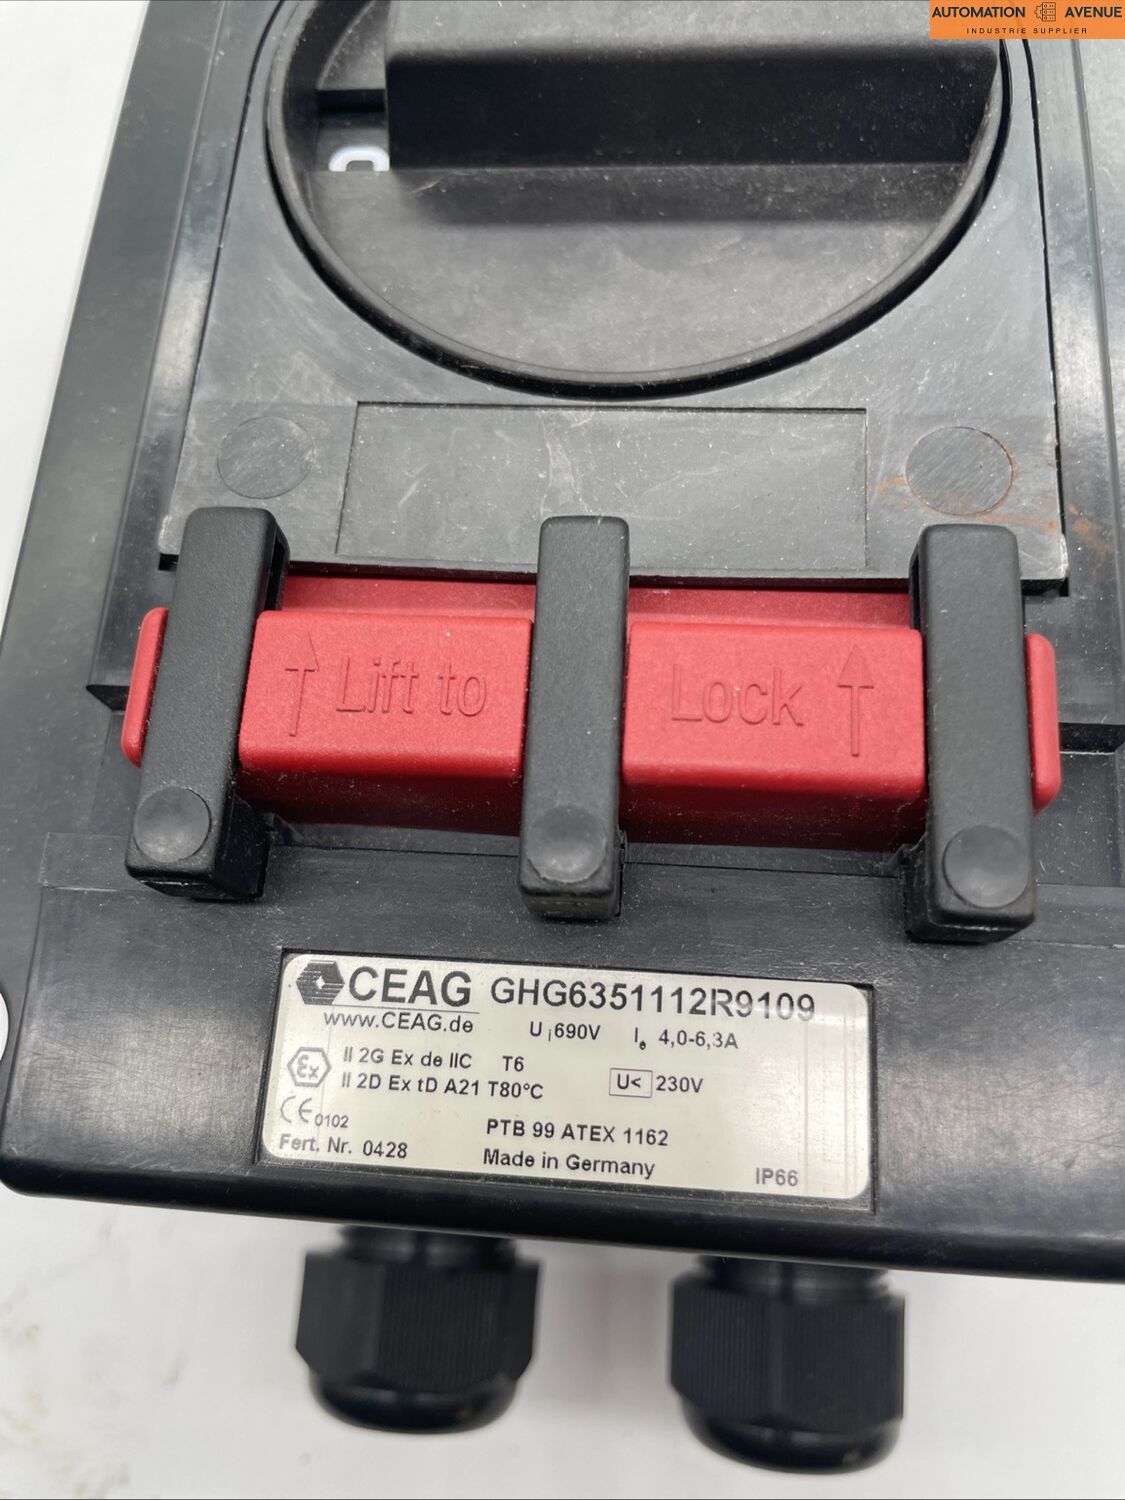 AUTOMATION AVENUE
INDUSTRIE SUPPLIER
Lift to Lock
CEAG GHG6351112R9109
www.CEAG.de
Ui 690V Ie 4,0-6,3A
II 2G Ex de IIC T6
II 2D Ex tD A21 T80°C
U< 230V
CE 0102
PTB 99 ATEX 1162
Fert. Nr. 0428
Made in Germany
IP66